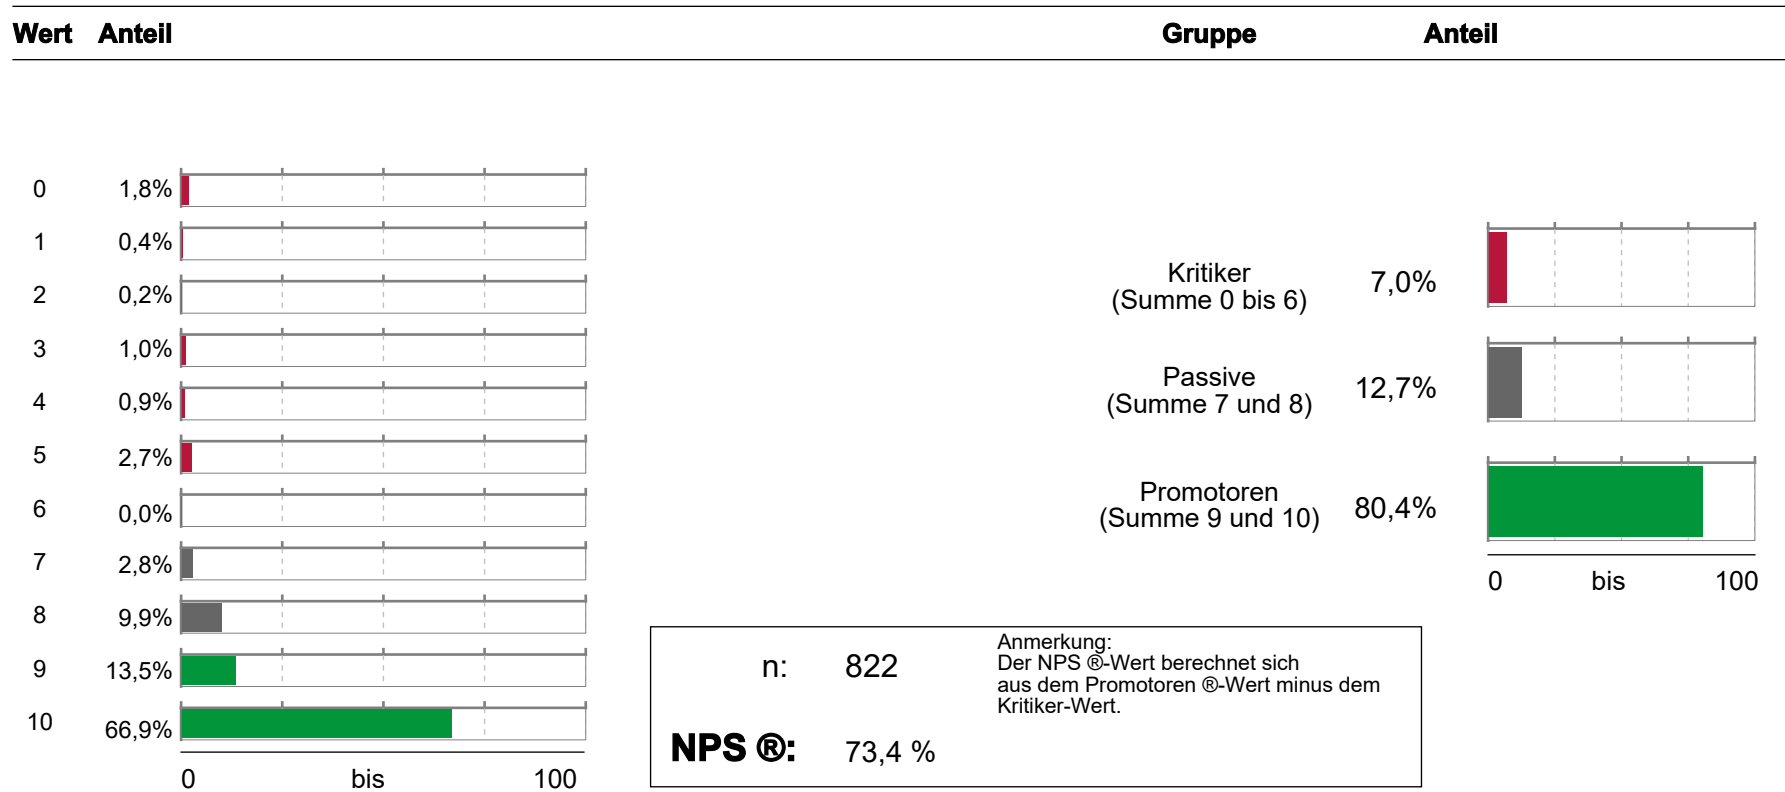 Wert Anteil Gruppe Anteil
0 1,8%
1 0,4%
2 0,2%
3 1,0%
4 0,9%
5 2,7%
6 0,0%
7 2,8%
8 9,9%
9 13,5%
10 66,9%
0 bis 100
Kritiker
(Summe 0 bis 6)
7,0%
Passive
(Summe 7 und 8)
12,7%
Promotoren
(Summe 9 und 10)
80,4%
0 bis 100
n: 822
NPS ®: 73,4 %
Anmerkung:
Der NPS ®-Wert berechnet sich
aus dem Promotoren ®-Wert minus dem
Kritiker-Wert.